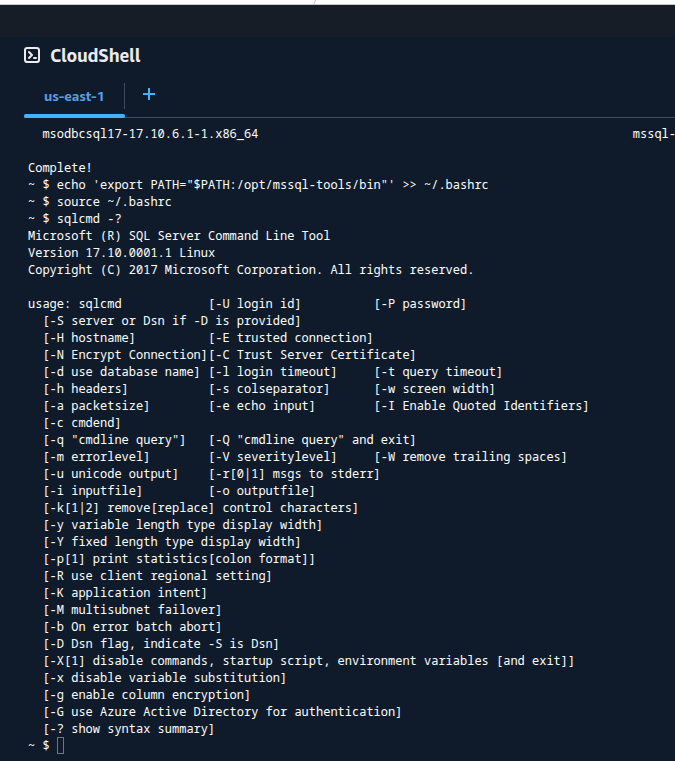 CloudShell
us-east-1 +
msodbcsql17-17.10.6.1-1.x86_64 mssql-
Complete!
~ $ echo 'export PATH="$PATH:/opt/mssql-tools/bin"' >> ~/.bashrc
~ $ source ~/.bashrc
~ $ sqlcmd -?
Microsoft (R) SQL Server Command Line Tool
Version 17.10.0001.1 Linux
Copyright (C) 2017 Microsoft Corporation. All rights reserved.
usage: sqlcmd [-U login id] [-P password]
[-S server or Dsn if -D is provided]
[-H hostname] [-E trusted connection]
[-N Encrypt Connection][-C Trust Server Certificate]
[-d use database name] [-l login timeout] [-t query timeout]
[-h headers] [-s colseparator] [-w screen width]
[-a packetsize] [-e echo input] [-I Enable Quoted Identifiers]
[-c cmdend]
[-q "cmdline query"] [-Q "cmdline query" and exit]
[-m errorlevel] [-V severitylevel] [-W remove trailing spaces]
[-u unicode output] [-r[0|1] msgs to stderr]
[-i inputfile] [-o outputfile]
[-k[1|2] remove[replace] control characters]
[-y variable length type display width]
[-Y fixed length type display width]
[-p[1] print statistics[colon format]]
[-R use client regional setting]
[-K application intent]
[-M multisubnet failover]
[-b On error batch abort]
[-D Dsn flag, indicate -S is Dsn]
[-X[1] disable commands, startup script, environment variables [and exit]]
[-x disable variable substitution]
[-g enable column encryption]
[-G use Azure Active Directory for authentication]
[-? show syntax summary]
~ $